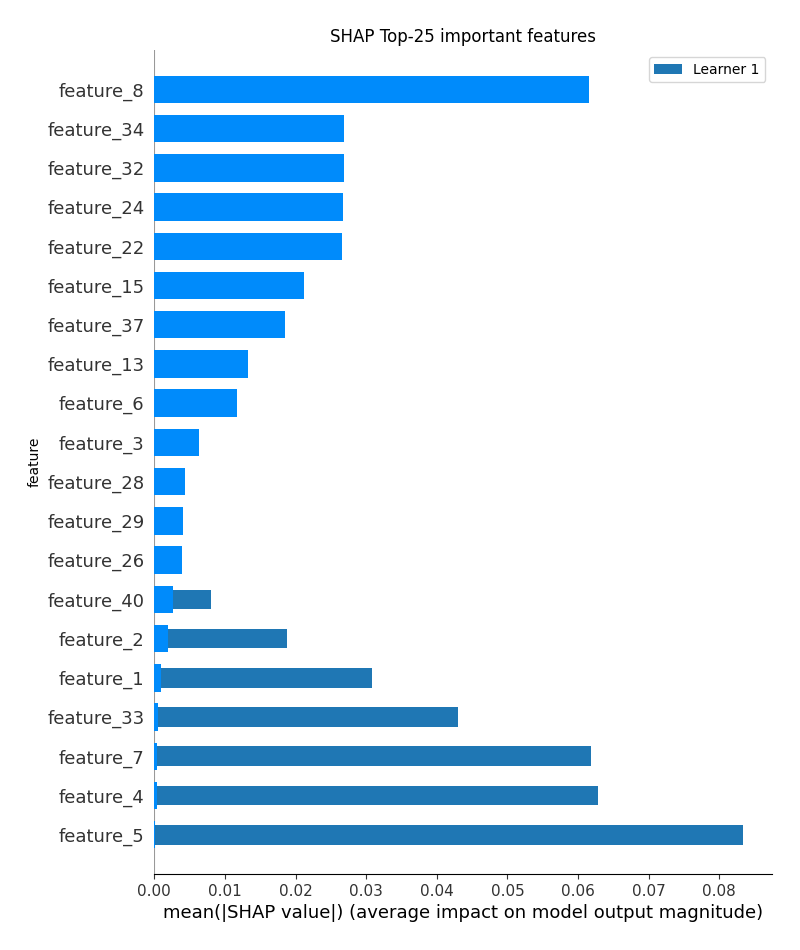 SHAP Top-25 important features
Learner 1
feature_8
feature_34
feature_32
feature_24
feature_22
feature_15
feature_37
feature_13
feature_6
feature_3
feature_28
feature_29
feature_26
feature_40
feature_2
feature_1
feature_33
feature_7
feature_4
feature_5
feature
0.00 0.01 0.02 0.03 0.04 0.05 0.06 0.07 0.08
mean(|SHAP value|) (average impact on model output magnitude)